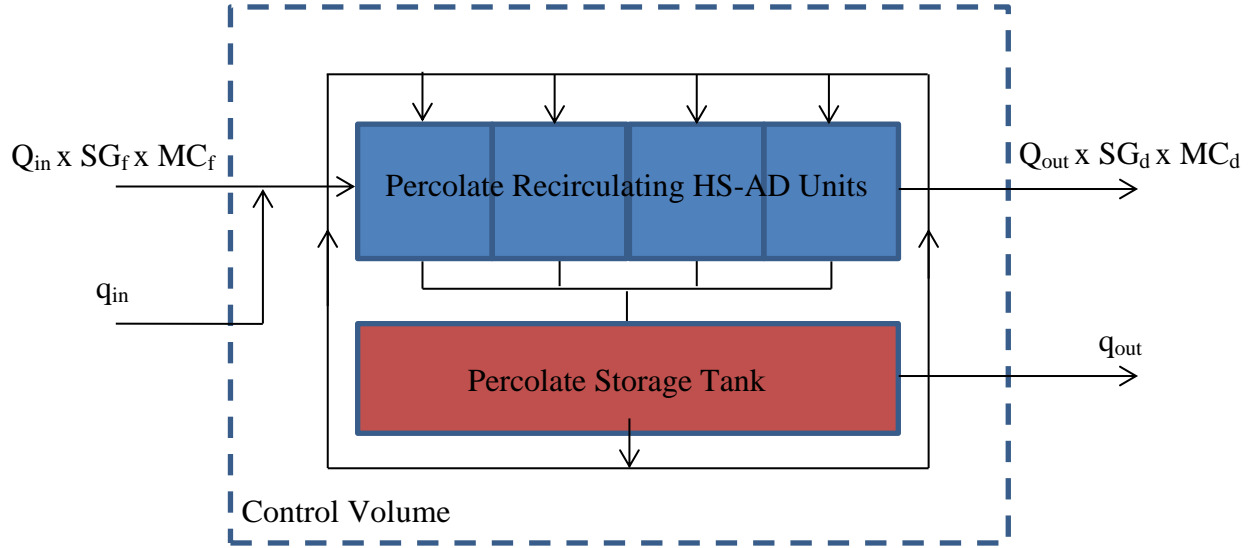 Q_in x SG_f x MC_f
Percolate Recirculating HS-AD Units
Q_out x SG_d x MC_d
q_in
q_out
Percolate Storage Tank
Control Volume